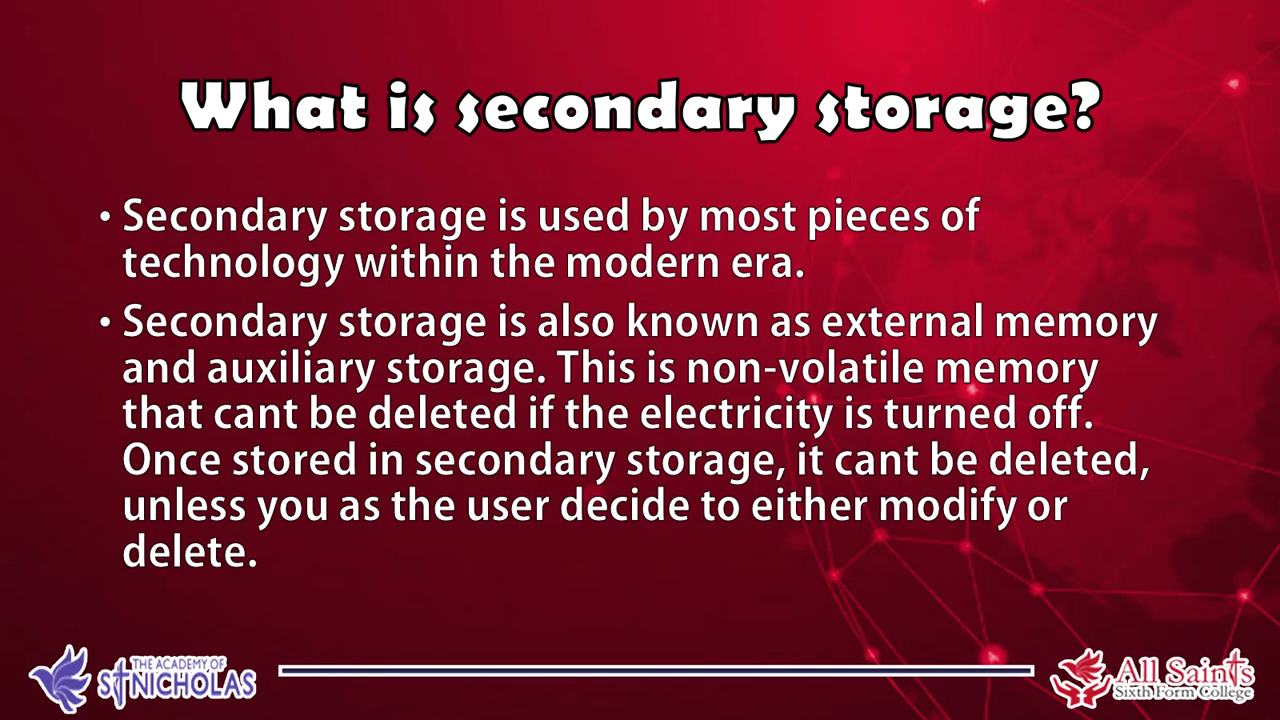 What is secondary storage?
• Secondary storage is used by most pieces of
technology within the modern era.
• Secondary storage is also known as external memory
and auxiliary storage. This is non-volatile memory
that cant be deleted if the electricity is turned off.
Once stored in secondary storage, it cant be deleted,
unless you as the user decide to either modify or
delete.
THE ACADEMY OF
ST NICHOLAS
All Saints
Sixth Form College